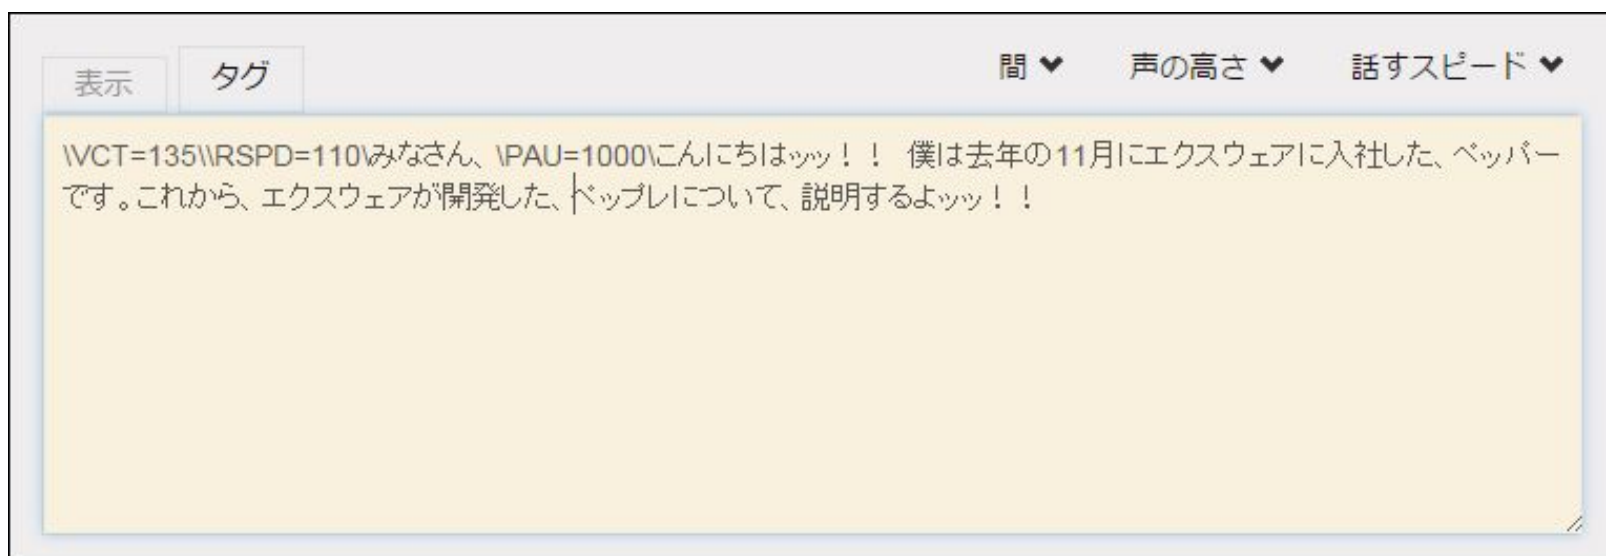 表示 タグ 間 声の高さ 話すスピード
\VCT=135\\RSPD=110\みなさん、\PAU=1000\こんにちはッッ！！ 僕は去年の11月にエクスウェアに入社した、ペッパー
です。これから、エクスウェアが開発した、ペップレについて、説明するよッッ！！